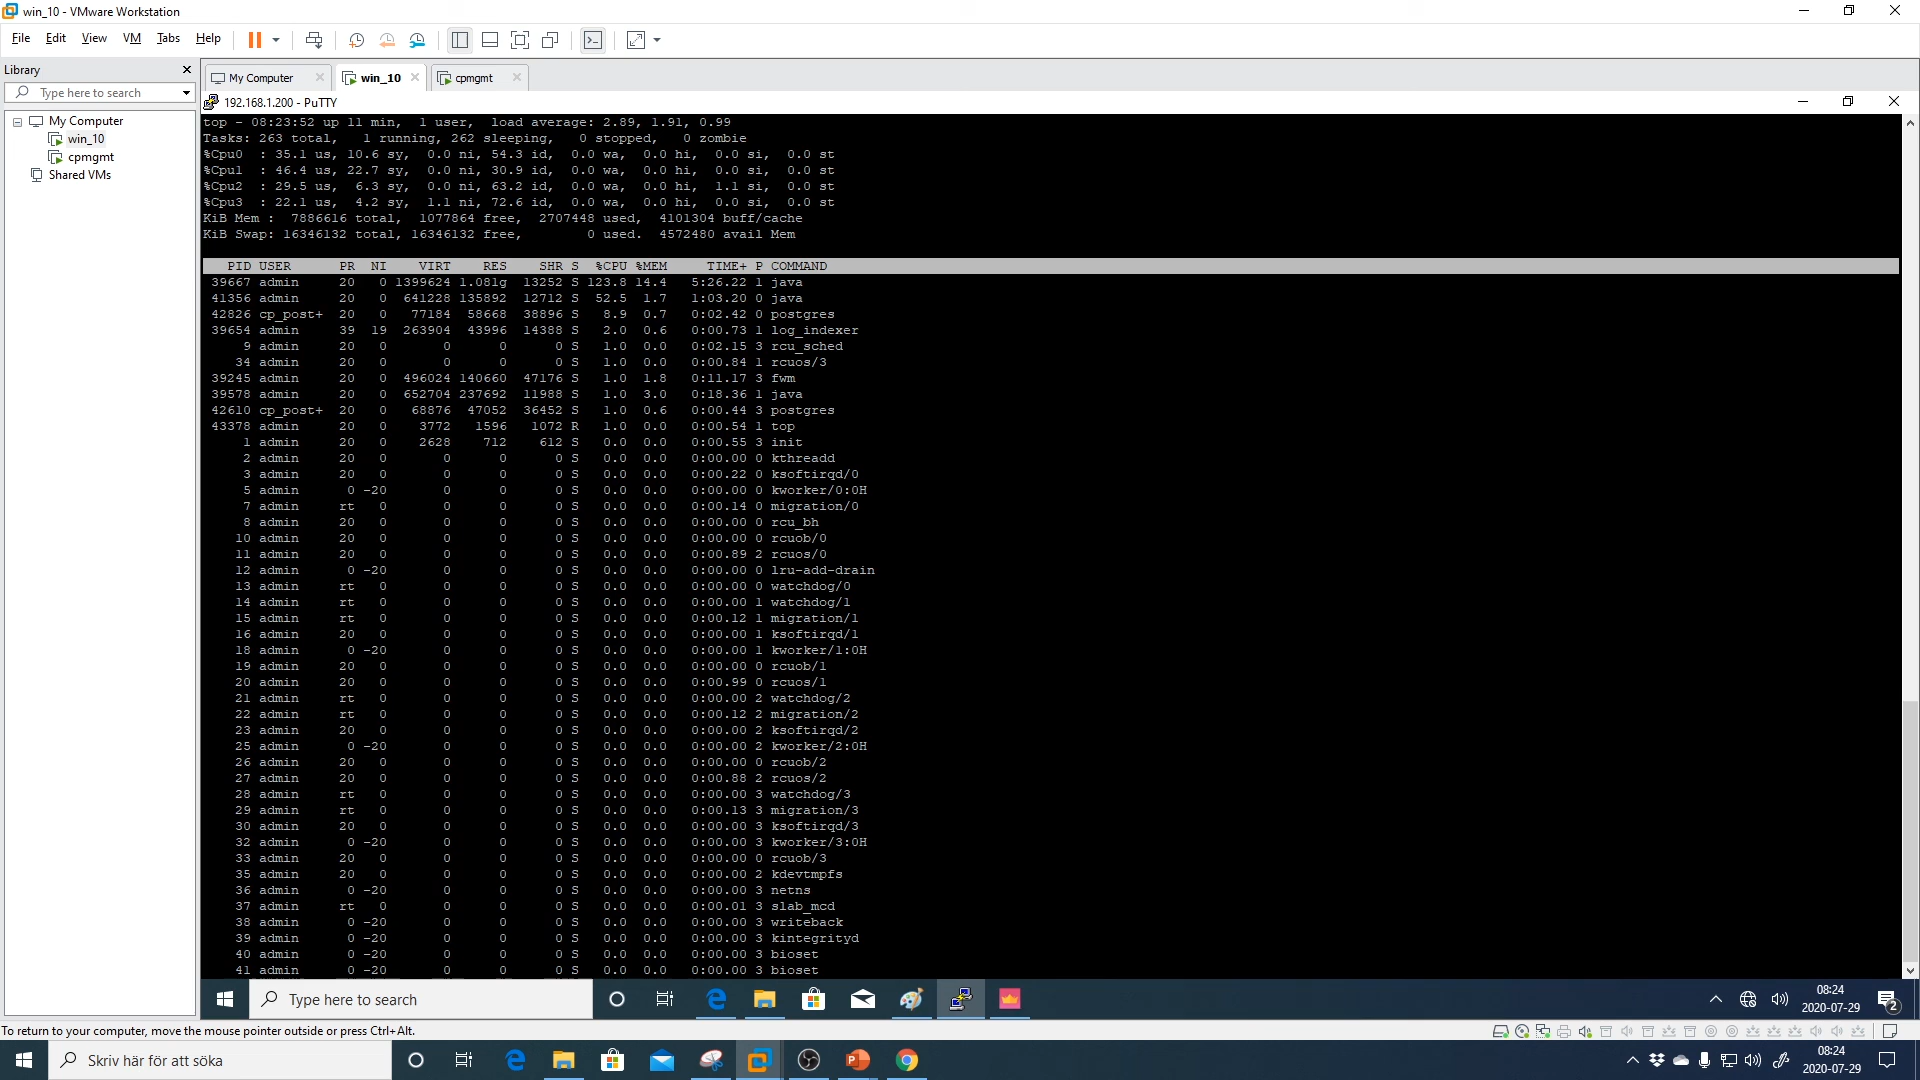 win_10 - VMware Workstation
File Edit View VM Tabs Help
Library
Type here to search
My Computer
win_10
cpmgmt
Shared VMs
My Computer win_10 cpmgmt
192.168.1.200 - PuTTY
top - 08:23:52 up 11 min, 1 user, load average: 2.89, 1.91, 0.99
Tasks: 263 total, 1 running, 262 sleeping, 0 stopped, 0 zombie
%Cpu0 : 35.1 us, 10.6 sy, 0.0 ni, 54.3 id, 0.0 wa, 0.0 hi, 0.0 si, 0.0 st
%Cpu1 : 46.4 us, 22.7 sy, 0.0 ni, 30.9 id, 0.0 wa, 0.0 hi, 0.0 si, 0.0 st
%Cpu2 : 29.5 us, 6.3 sy, 0.0 ni, 63.2 id, 0.0 wa, 0.0 hi, 1.1 si, 0.0 st
%Cpu3 : 22.1 us, 4.2 sy, 1.1 ni, 72.6 id, 0.0 wa, 0.0 hi, 0.0 si, 0.0 st
KiB Mem : 7886616 total, 1077864 free, 2707448 used, 4101304 buff/cache
KiB Swap: 16346132 total, 16346132 free, 0 used. 4572480 avail Mem
PID USER PR NI VIRT RES SHR S %CPU %MEM TIME+ P COMMAND
39667 admin 20 0 1399624 1.081g 13252 S 123.8 14.4 5:26.22 1 java
41356 admin 20 0 641228 135892 12712 S 52.5 1.7 1:03.20 0 java
42826 cp_post+ 20 0 77184 58668 38896 S 8.9 0.7 0:02.42 0 postgres
39654 admin 39 19 263904 43996 14388 S 2.0 0.6 0:00.73 1 log_indexer
9 admin 20 0 0 0 0 S 1.0 0.0 0:02.15 3 rcu_sched
34 admin 20 0 0 0 0 S 1.0 0.0 0:00.84 1 rcuos/3
39245 admin 20 0 496024 140660 47176 S 1.0 1.8 0:11.17 3 fwm
39578 admin 20 0 652704 237692 11988 S 1.0 3.0 0:18.36 1 java
42610 cp_post+ 20 0 68876 47052 36452 S 1.0 0.6 0:00.44 3 postgres
43378 admin 20 0 3772 1596 1072 R 1.0 0.0 0:00.54 1 top
1 admin 20 0 2628 712 612 S 0.0 0.0 0:00.55 3 init
2 admin 20 0 0 0 0 S 0.0 0.0 0:00.00 0 kthreadd
3 admin 20 0 0 0 0 S 0.0 0.0 0:00.22 0 ksoftirqd/0
5 admin 0 -20 0 0 0 S 0.0 0.0 0:00.00 0 kworker/0:0H
7 admin rt 0 0 0 0 S 0.0 0.0 0:00.14 0 migration/0
8 admin 20 0 0 0 0 S 0.0 0.0 0:00.00 0 rcu_bh
10 admin 20 0 0 0 0 S 0.0 0.0 0:00.00 0 rcuob/0
11 admin 20 0 0 0 0 S 0.0 0.0 0:00.89 2 rcuos/0
12 admin 0 -20 0 0 0 S 0.0 0.0 0:00.00 0 lru-add-drain
13 admin rt 0 0 0 0 S 0.0 0.0 0:00.00 0 watchdog/0
14 admin rt 0 0 0 0 S 0.0 0.0 0:00.00 1 watchdog/1
15 admin rt 0 0 0 0 S 0.0 0.0 0:00.12 1 migration/1
16 admin 20 0 0 0 0 S 0.0 0.0 0:00.00 1 ksoftirqd/1
18 admin 0 -20 0 0 0 S 0.0 0.0 0:00.00 1 kworker/1:0H
19 admin 20 0 0 0 0 S 0.0 0.0 0:00.00 0 rcuob/1
20 admin 20 0 0 0 0 S 0.0 0.0 0:00.99 0 rcuos/1
21 admin rt 0 0 0 0 S 0.0 0.0 0:00.00 2 watchdog/2
22 admin rt 0 0 0 0 S 0.0 0.0 0:00.12 2 migration/2
23 admin 20 0 0 0 0 S 0.0 0.0 0:00.00 2 ksoftirqd/2
25 admin 0 -20 0 0 0 S 0.0 0.0 0:00.00 2 kworker/2:0H
26 admin 20 0 0 0 0 S 0.0 0.0 0:00.00 0 rcuob/2
27 admin 20 0 0 0 0 S 0.0 0.0 0:00.88 2 rcuos/2
28 admin rt 0 0 0 0 S 0.0 0.0 0:00.00 3 watchdog/3
29 admin rt 0 0 0 0 S 0.0 0.0 0:00.13 3 migration/3
30 admin 20 0 0 0 0 S 0.0 0.0 0:00.00 3 ksoftirqd/3
32 admin 0 -20 0 0 0 S 0.0 0.0 0:00.00 3 kworker/3:0H
33 admin 20 0 0 0 0 S 0.0 0.0 0:00.00 0 rcuob/3
35 admin 20 0 0 0 0 S 0.0 0.0 0:00.00 2 kdevtmpfs
36 admin 0 -20 0 0 0 S 0.0 0.0 0:00.00 3 netns
37 admin rt 0 0 0 0 S 0.0 0.0 0:00.01 3 slab_mcd
38 admin 0 -20 0 0 0 S 0.0 0.0 0:00.00 3 writeback
39 admin 0 -20 0 0 0 S 0.0 0.0 0:00.00 3 kintegrityd
40 admin 0 -20 0 0 0 S 0.0 0.0 0:00.00 3 bioset
41 admin 0 -20 0 0 0 S 0.0 0.0 0:00.00 3 bioset
Type here to search
08:24
2020-07-29
2
To return to your computer, move the mouse pointer outside or press Ctrl+Alt.
Skriv här för att söka
08:24
2020-07-29